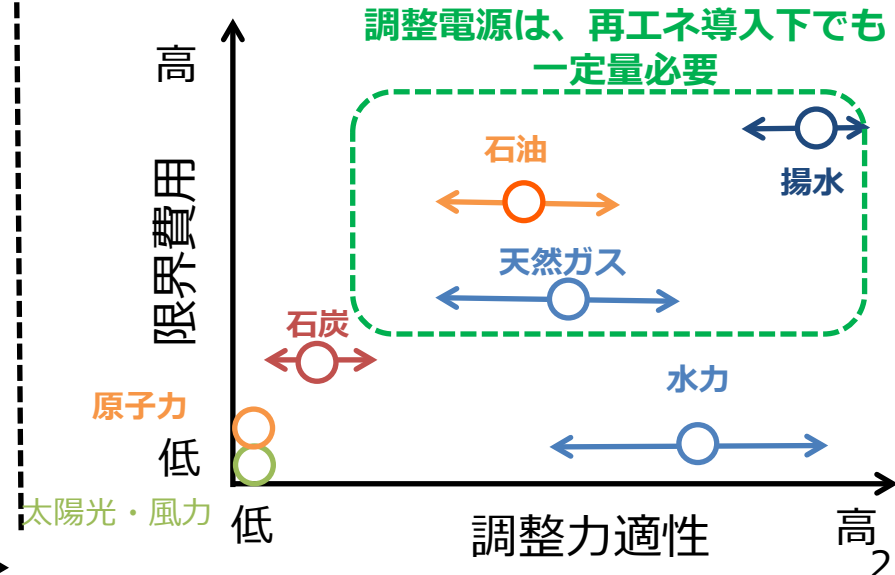 調整電源は、再エネ導入下でも
一定量必要
高
石油
揚水
限界費用
天然ガス
石炭
水力
原子力
低
太陽光・風力
低
調整力適性
高
2